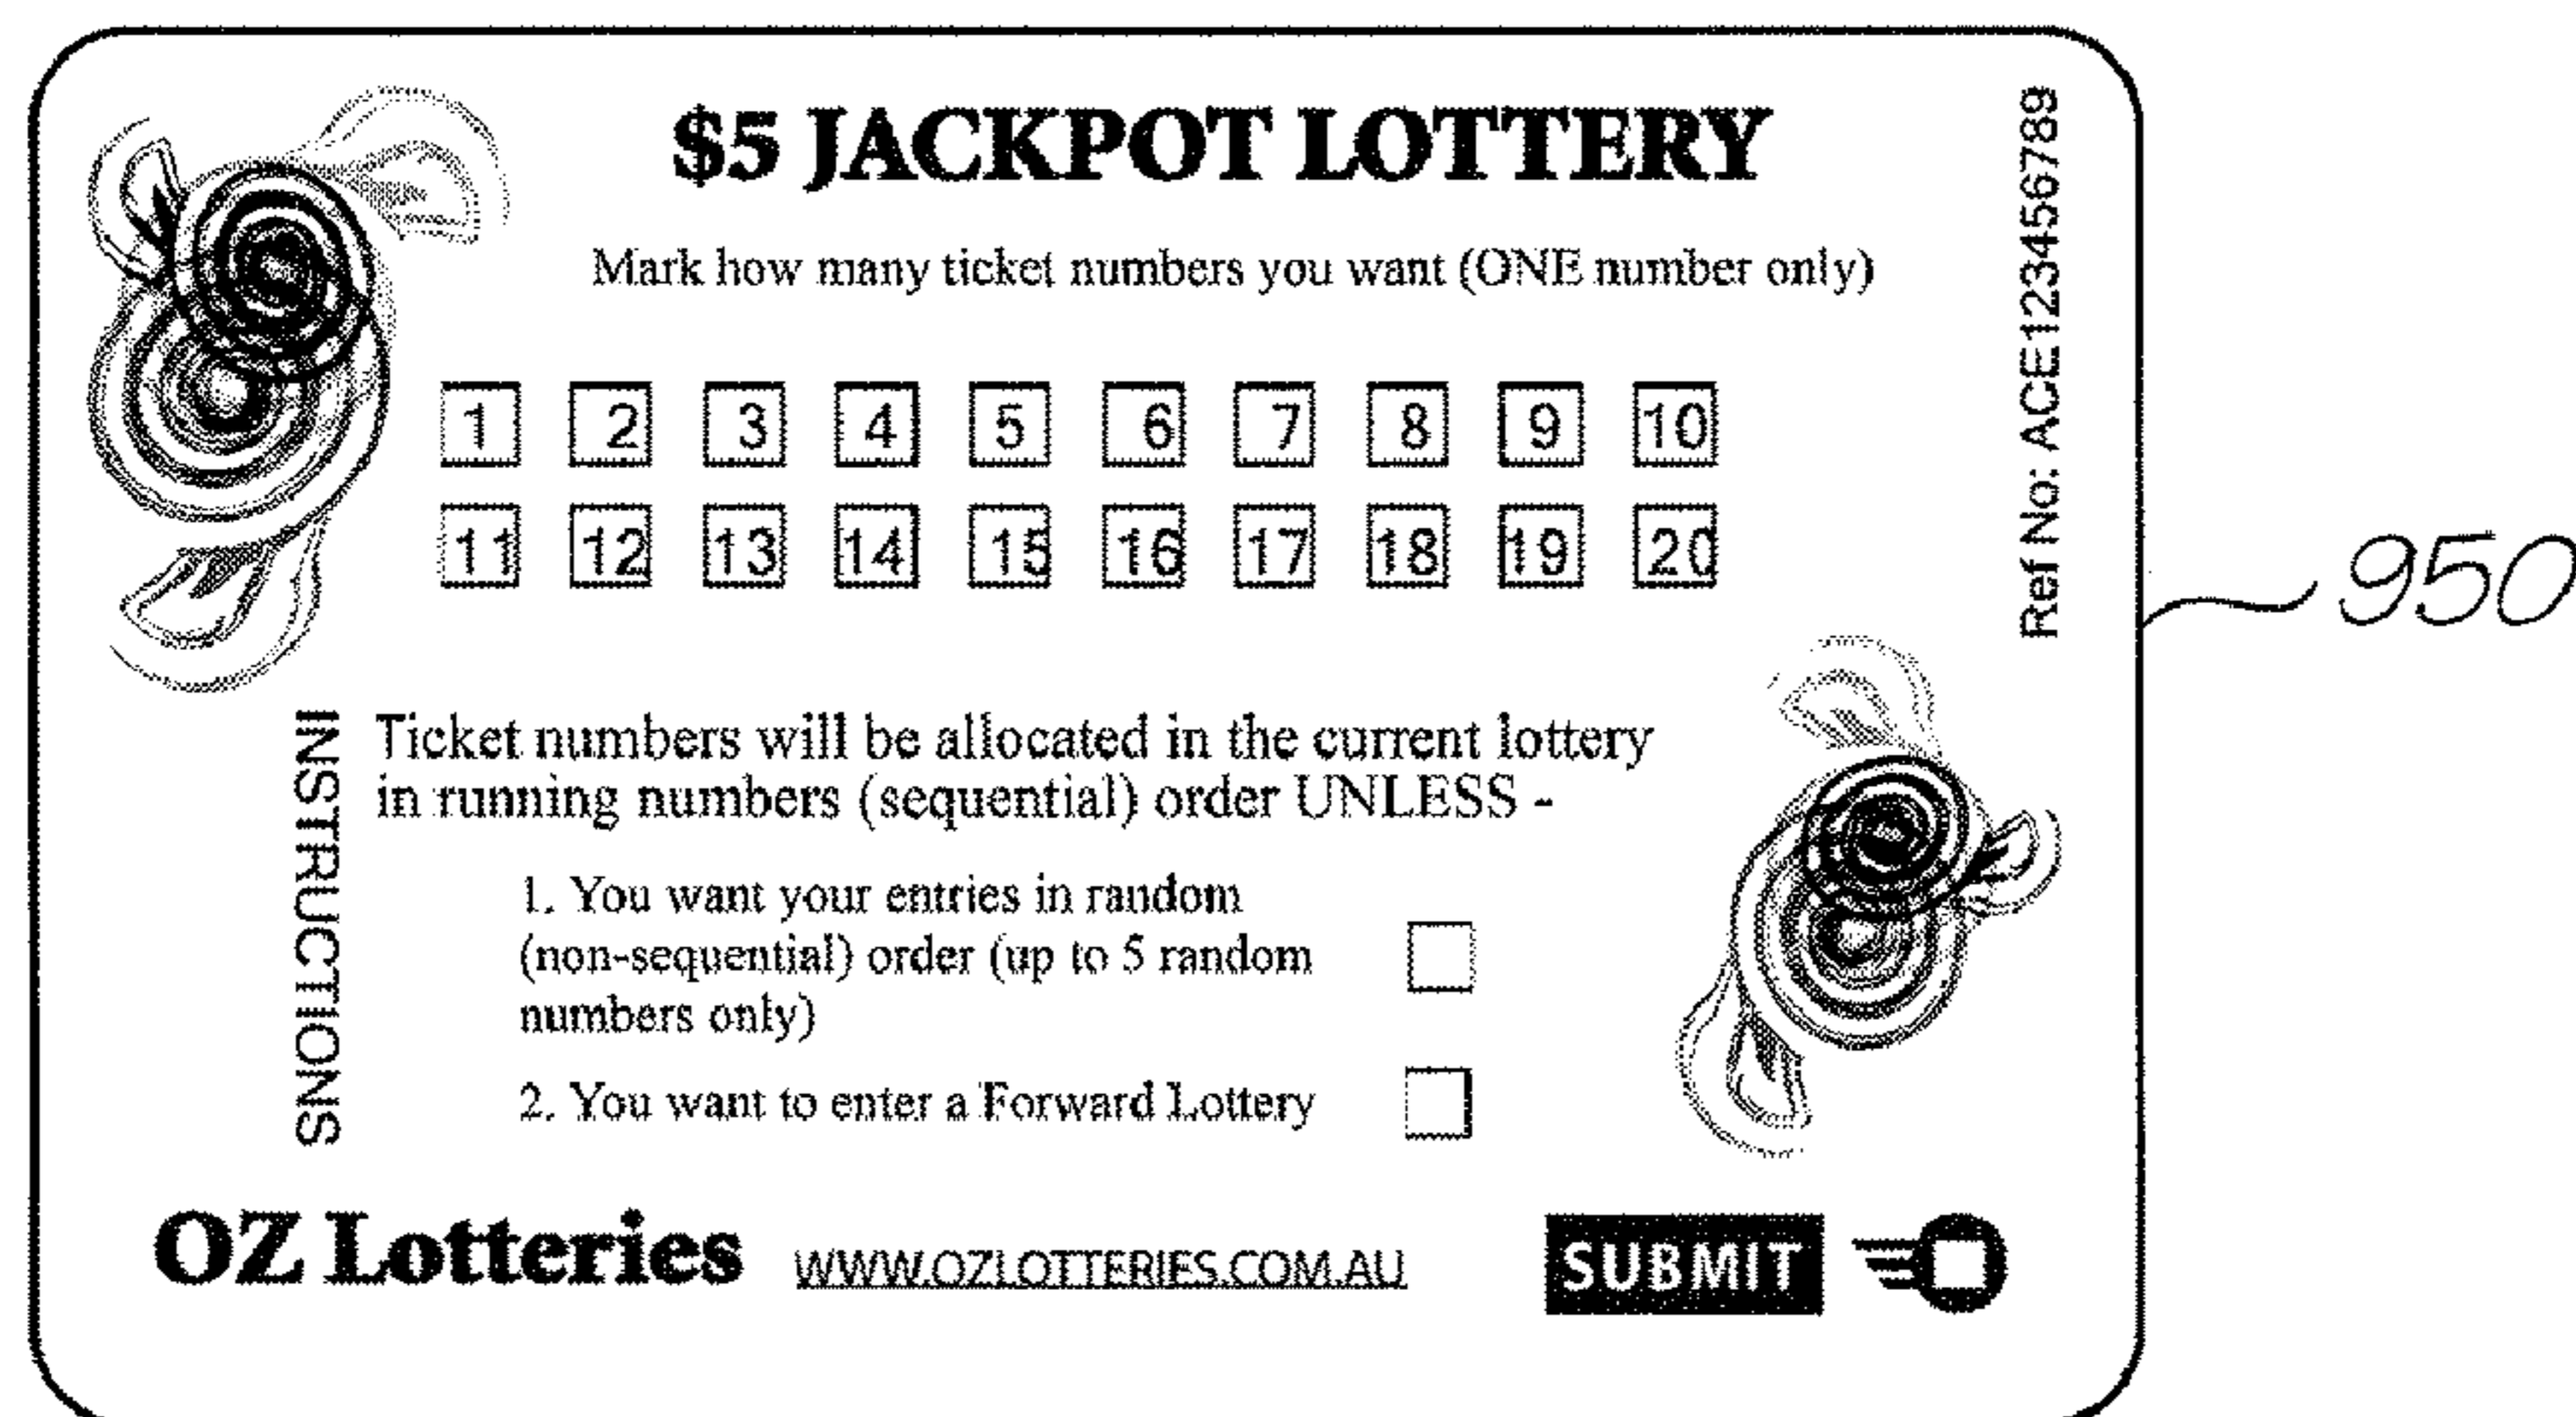 $5 JACKPOT LOTTERY
Mark how many ticket numbers you want (ONE number only)
1 2 3 4 5 6 7 8 9 10
11 12 13 14 15 16 17 18 19 20
Ref No: ACE123456789
950
INSTRUCTIONS
Ticket numbers will be allocated in the current lottery
in running numbers (sequential) order UNLESS -
1. You want your entries in random
(non-sequential) order (up to 5 random
numbers only)
2. You want to enter a Forward Lottery
OZ Lotteries WWW.OZLOTTERIES.COM.AU SUBMIT